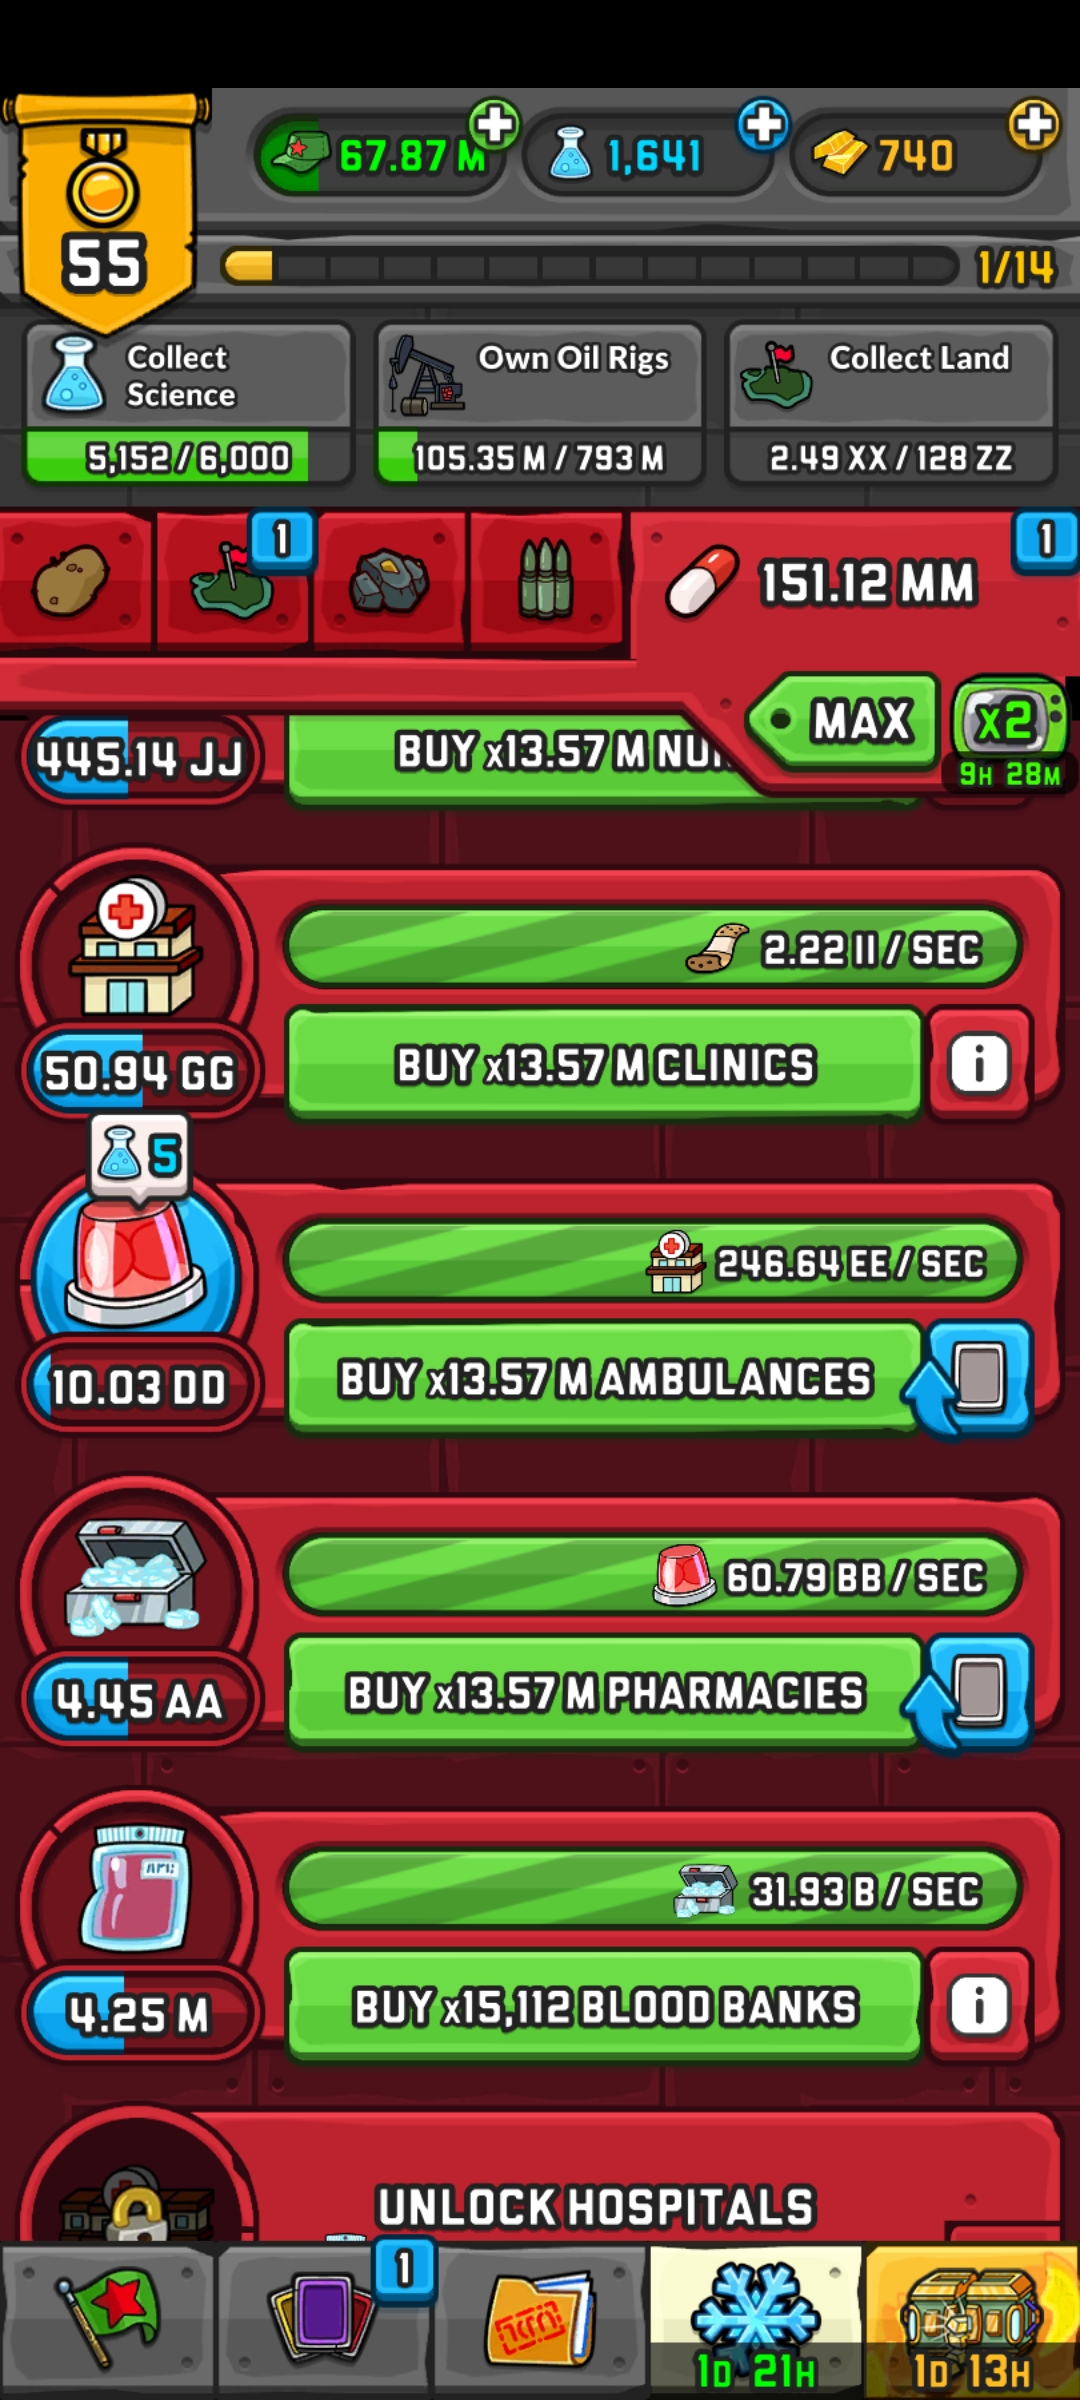 55
67.87 M
1,641
740
1/14
Collect
Science
5,152 / 6,000
Own Oil Rigs
105.35 M / 793 M
Collect Land
2.49 XX / 128 ZZ
1
151.12 MM
1
MAX
x2
9H 28M
445.14 JJ
BUY x13.57 M
2.22 II / SEC
50.94 GG
BUY x13.57 M CLINICS
5
246.64 EE / SEC
10.03 DD
BUY x13.57 M AMBULANCES
60.79 BB / SEC
4.45 AA
BUY x13.57 M PHARMACIES
31.93 B / SEC
4.25 M
BUY x15,112 BLOOD BANKS
UNLOCK HOSPITALS
1
1D 21H
1D 13H